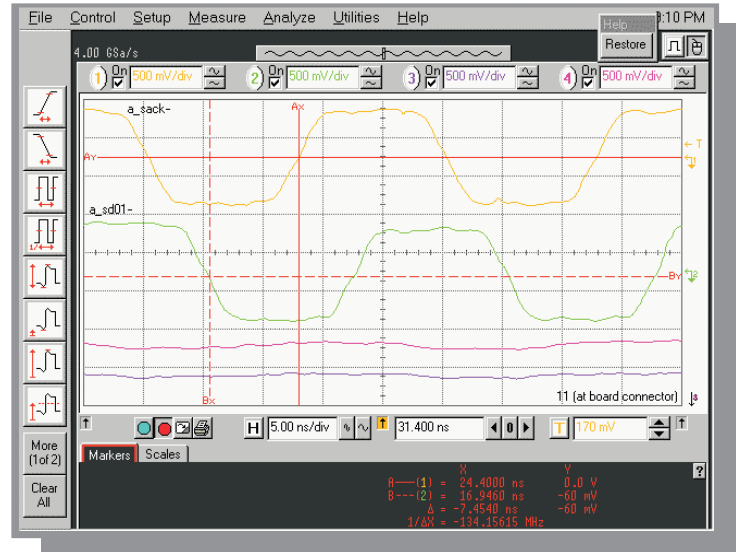 File Control Setup Measure Analyze Utilities Help 3:10 PM
Help
Restore
4.00 GSa/s
1 On 500 mV/div 2 On 500 mV/div 3 On 500 mV/div 4 On 500 mV/div
a_sack-
Ax
T
Ay
1
a_sd01-
By
2
Bx
11 (at board connector)
H 5.00 ns/div 31.400 ns 0 T 170 mV
More
(1of 2)
Clear
All
Markers Scales
?
X Y
A---(1) = 24.4000 ns 0.0 V
B---(2) = 16.9460 ns -60 mV
Δ = -7.4540 ns -60 mV
1/ΔX = -134.15615 MHz